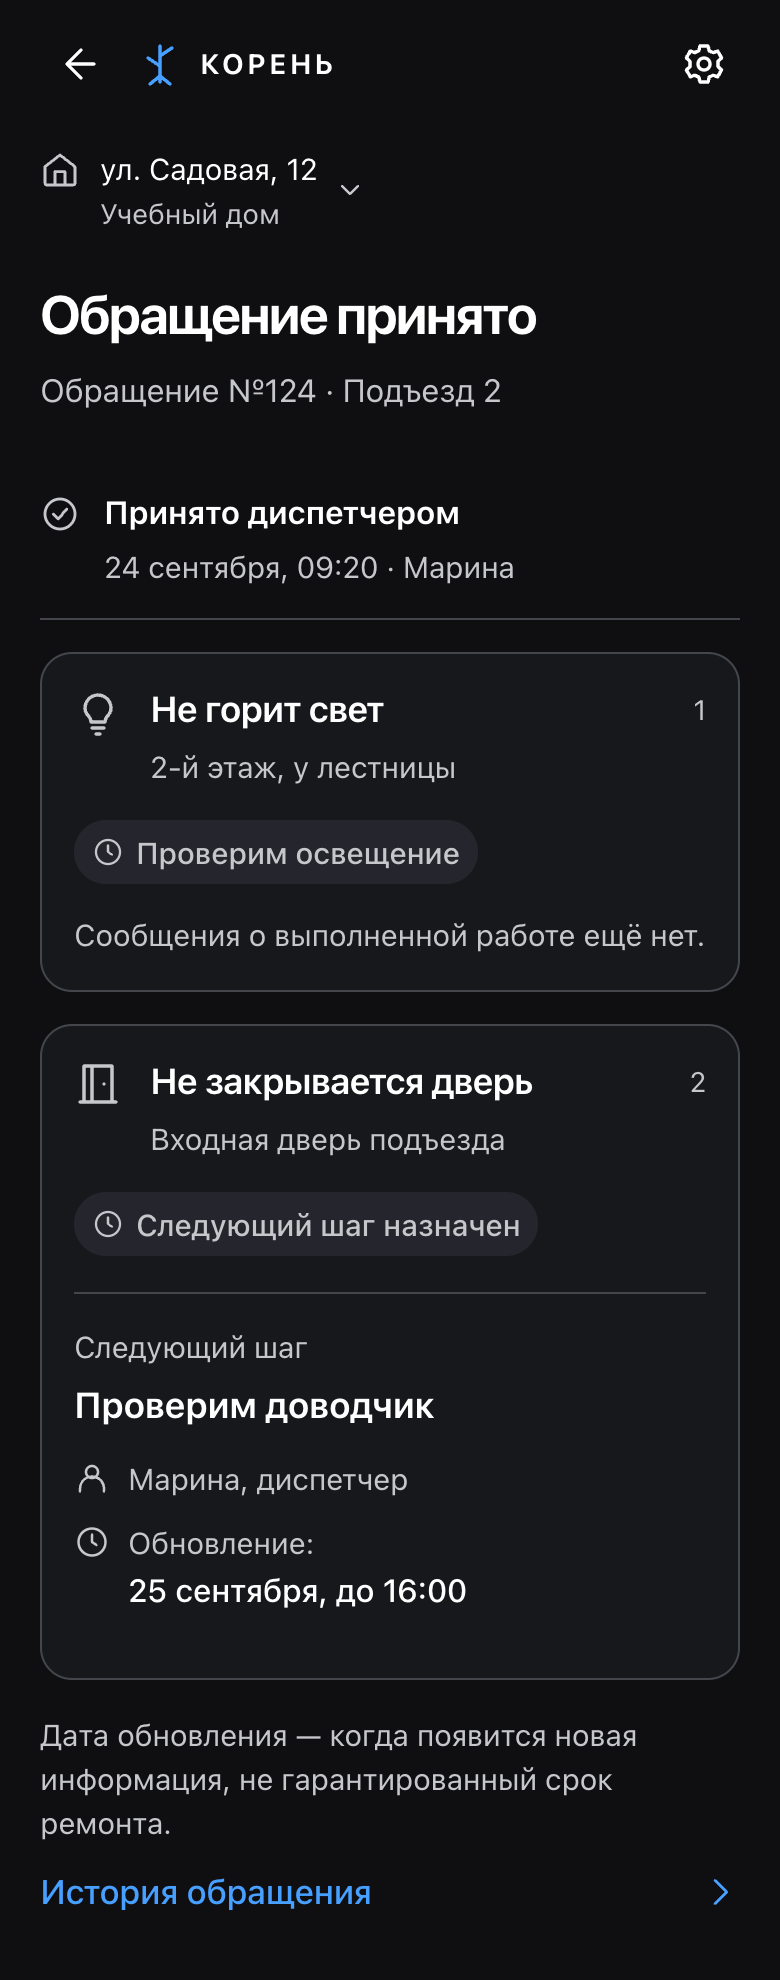 КОРЕНЬ
ул. Садовая, 12
Учебный дом
Обращение принято
Обращение №124 · Подъезд 2
Принято диспетчером
24 сентября, 09:20 · Марина
Не горит свет 1
2-й этаж, у лестницы
Проверим освещение
Сообщения о выполненной работе ещё нет.
Не закрывается дверь 2
Входная дверь подъезда
Следующий шаг назначен
Следующий шаг
Проверим доводчик
Марина, диспетчер
Обновление:
25 сентября, до 16:00
Дата обновления — когда появится новая
информация, не гарантированный срок
ремонта.
История обращения